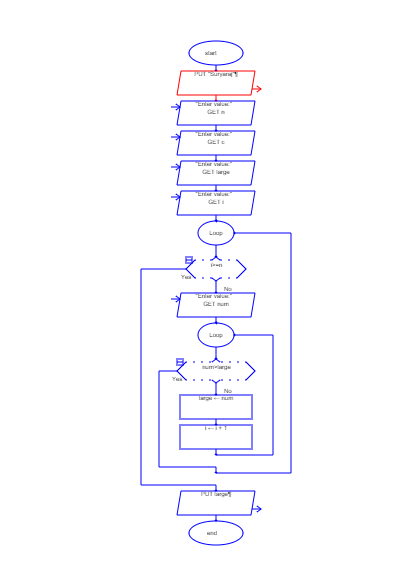 start
PUT "Suryaraj"¶
"Enter value:"
GET n
"Enter value:"
GET c
"Enter value:"
GET large
"Enter value:"
GET i
Loop
i>=n
Yes
No
"Enter value:"
GET num
Loop
num<large
Yes
No
large ← num
i ← i + 1
PUT large¶
end